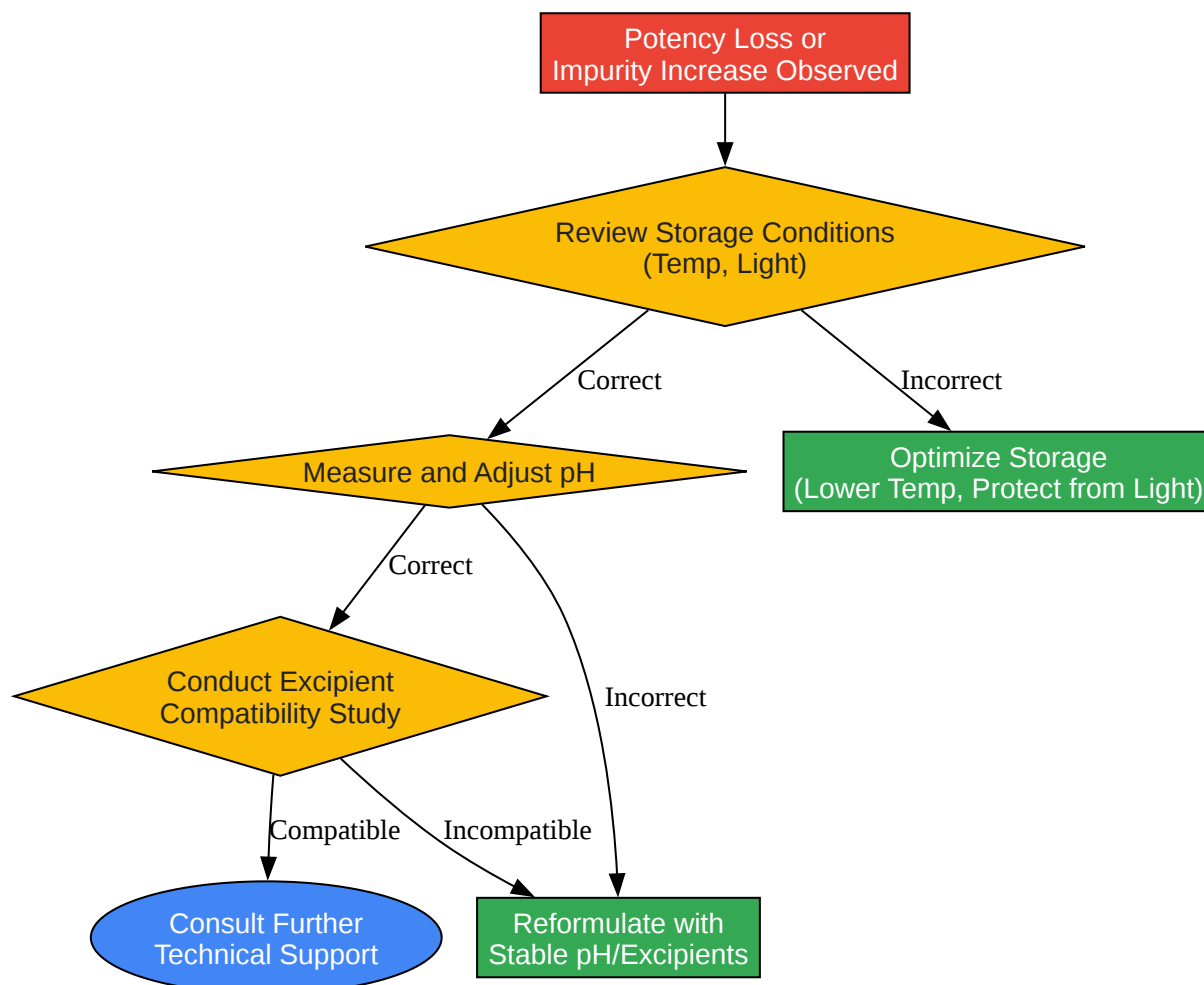 Potency Loss or
Impurity Increase Observed
Review Storage Conditions
(Temp, Light)
Correct
Incorrect
Measure and Adjust pH
Optimize Storage
(Lower Temp, Protect from Light)
Correct
Conduct Excipient
Compatibility Study
Incorrect
Compatible
Incompatible
Consult Further
Technical Support
Reformulate with
Stable pH/Excipients